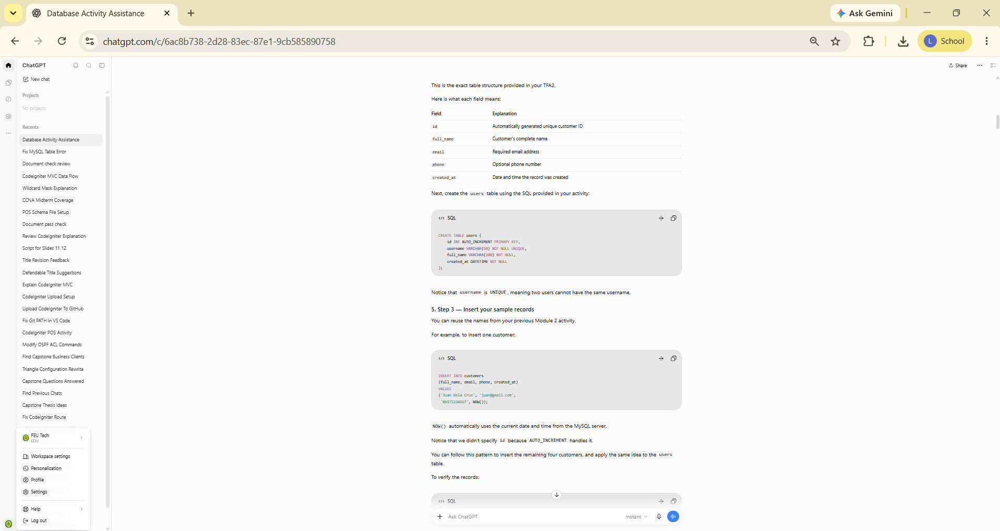 Database Activity Assistance
Ask Gemini
chatgpt.com/c/6ac8b738-2d28-83ec-87e1-9cb585890758
L School
ChatGPT
Share
New chat
Projects
No projects
Recents
Database Activity Assistance
Fix MySQL Table Error
Document check review
CodeIgniter MVC Data Flow
Wildcard Mask Explanation
CCNA Midterm Coverage
POS Schema File Setup
Document pass check
Review CodeIgniter Explanation
Script for Slides 11 12
Title Revision Feedback
Defendable Title Suggestions
Explain CodeIgniter MVC
CodeIgniter Upload Setup
Upload CodeIgniter To GitHub
Fix Git PATH in VS Code
CodeIgniter POS Activity
Modify OSPF ACL Commands
Find Capstone Business Clients
Triangle Configuration Rewrite
Capstone Questions Answered
Find Previous Chats
Capstone Thesis Ideas
Fix CodeIgniter Route
FEU Tech
EDU
Workspace settings
Personalization
Profile
Settings
Help
Log out
This is the exact table structure provided in your TFA2.
Here is what each field means:
Field Explanation
id Automatically generated unique customer ID
full_name Customer's complete name
email Required email address
phone Optional phone number
created_at Date and time the record was created
Next, create the users table using the SQL provided in your activity:
</> SQL
CREATE TABLE users (
id INT AUTO_INCREMENT PRIMARY KEY,
username VARCHAR(50) NOT NULL UNIQUE,
full_name VARCHAR(100) NOT NULL,
created_at DATETIME NOT NULL
);
Notice that username is UNIQUE, meaning two users cannot have the same username.
5. Step 3 — Insert your sample records
You can reuse the names from your previous Module 2 activity.
For example, to insert one customer:
</> SQL
INSERT INTO customers
(full_name, email, phone, created_at)
VALUES
('Juan Dela Cruz', 'juan@gmail.com',
'09171234567', NOW());
NOW() automatically uses the current date and time from the MySQL server.
Notice that we didn't specify id because AUTO_INCREMENT handles it.
You can follow this pattern to insert the remaining four customers, and apply the same idea to the users
table.
To verify the records:
</> SQL
Ask ChatGPT
Instant